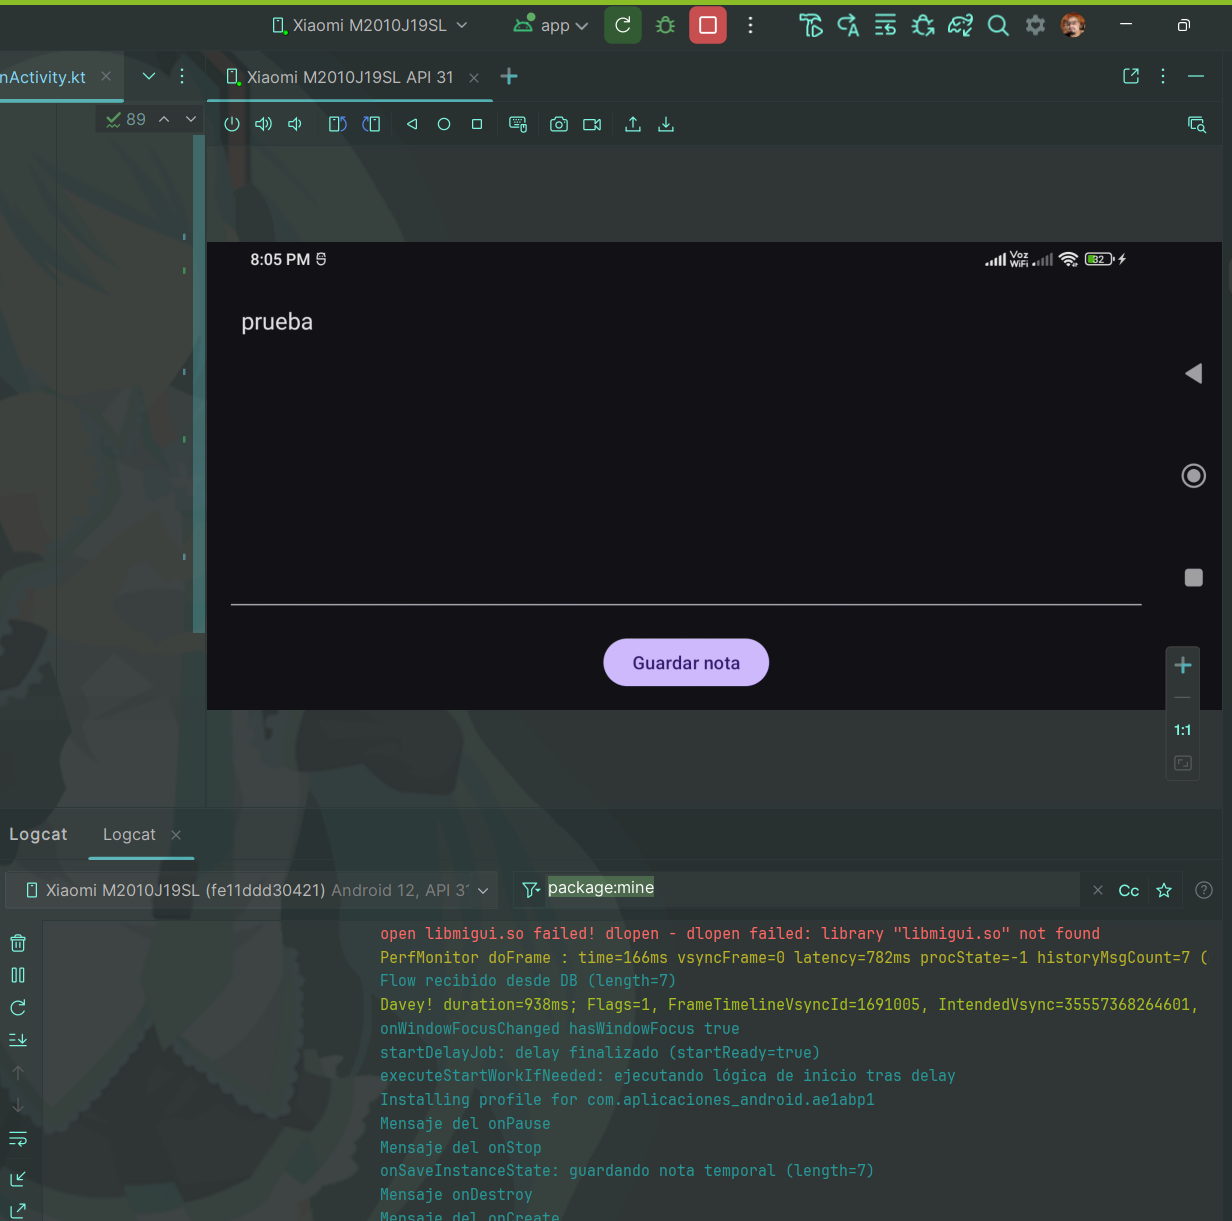 Xiaomi M2010J19SL
app
nActivity.kt
Xiaomi M2010J19SL API 31
89
8:05 PM
Voz
WiFi
32
prueba
Guardar nota
1:1
Logcat
Logcat
Xiaomi M2010J19SL (fe11ddd30421) Android 12, API 31
package:mine
Cc
open libmigui.so failed! dlopen - dlopen failed: library "libmigui.so" not found
PerfMonitor doFrame : time=166ms vsyncFrame=0 latency=782ms procState=-1 historyMsgCount=7 (
Flow recibido desde DB (length=7)
Davey! duration=938ms; Flags=1, FrameTimelineVsyncId=1691005, IntendedVsync=35557368264601,
onWindowFocusChanged hasWindowFocus true
startDelayJob: delay finalizado (startReady=true)
executeStartWorkIfNeeded: ejecutando lógica de inicio tras delay
Installing profile for com.aplicaciones_android.ae1abp1
Mensaje del onPause
Mensaje del onStop
onSaveInstanceState: guardando nota temporal (length=7)
Mensaje onDestroy
Mensaje del onCreate